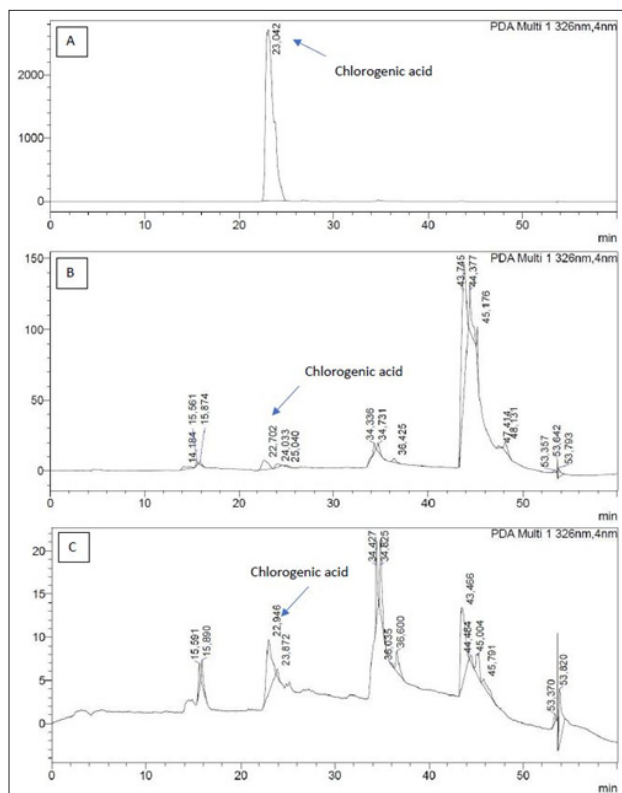 PDA Multi 1 326nm,4nm
A
23,042
Chlorogenic acid
2000
1000
0
0 10 20 30 40 50
min
150
PDA Multi 1 326nm,4nm
B
43,745
44,377
45,176
100
Chlorogenic acid
50
14,184
15,561
15,874
22,702
24,033
25,040
34,336
34,731
36,425
47,414
48,131
53,357
53,642
53,793
0
0 10 20 30 40 50
min
PDA Multi 1 326nm,4nm
C
20
34,427
34,825
Chlorogenic acid
15
43,466
22,946
10
15,591
15,890
23,872
36,035
36,600
44,484
45,004
45,791
5
53,370
53,820
0
0 10 20 30 40 50
min